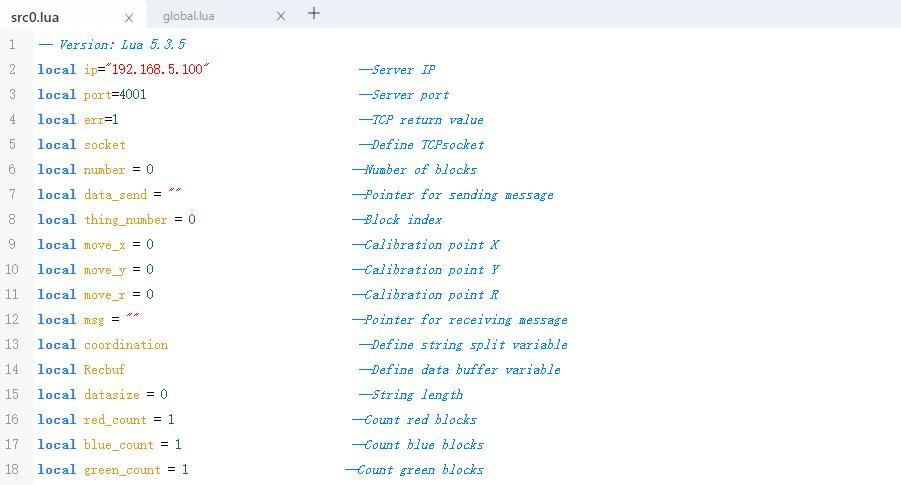 src0.lua × global.lua × +
1 -- Version: Lua 5.3.5
2 local ip="192.168.5.100" --Server IP
3 local port=4001 --Server port
4 local err=1 --TCP return value
5 local socket --Define TCPsocket
6 local number = 0 --Number of blocks
7 local data_send = "" --Pointer for sending message
8 local thing_number = 0 --Block index
9 local move_x = 0 --Calibration point X
10 local move_y = 0 --Calibration point Y
11 local move_r = 0 --Calibration point R
12 local msg = "" --Pointer for receiving message
13 local coordination --Define string split variable
14 local Recbuf --Define data buffer variable
15 local datasize = 0 --String length
16 local red_count = 1 --Count red blocks
17 local blue_count = 1 --Count blue blocks
18 local green_count = 1 --Count green blocks